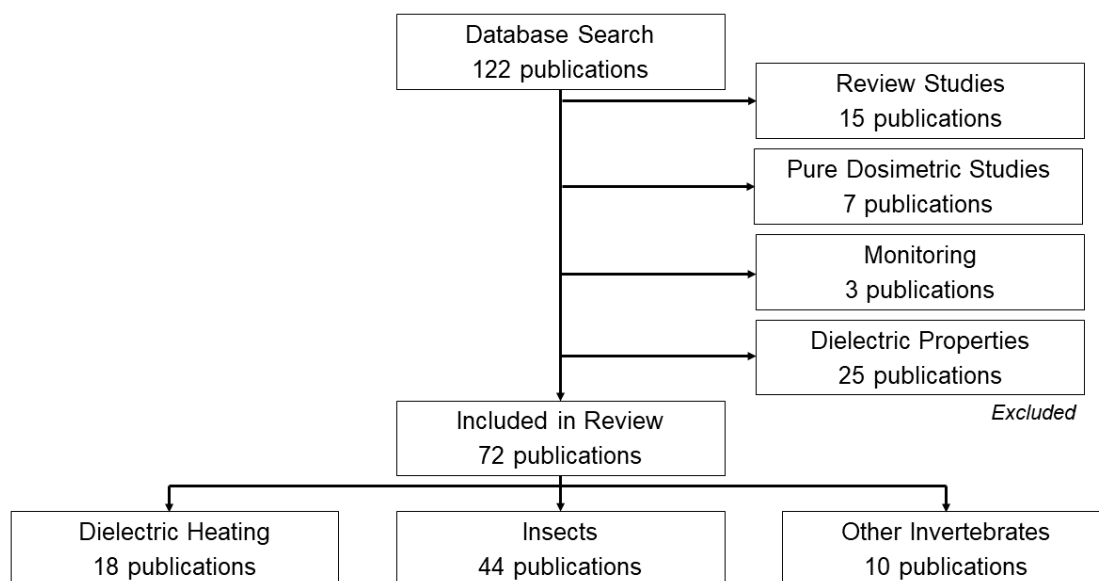 Database Search
122 publications
Review Studies
15 publications
Pure Dosimetric Studies
7 publications
Monitoring
3 publications
Dielectric Properties
25 publications
Excluded
Included in Review
72 publications
Dielectric Heating
18 publications
Insects
44 publications
Other Invertebrates
10 publications